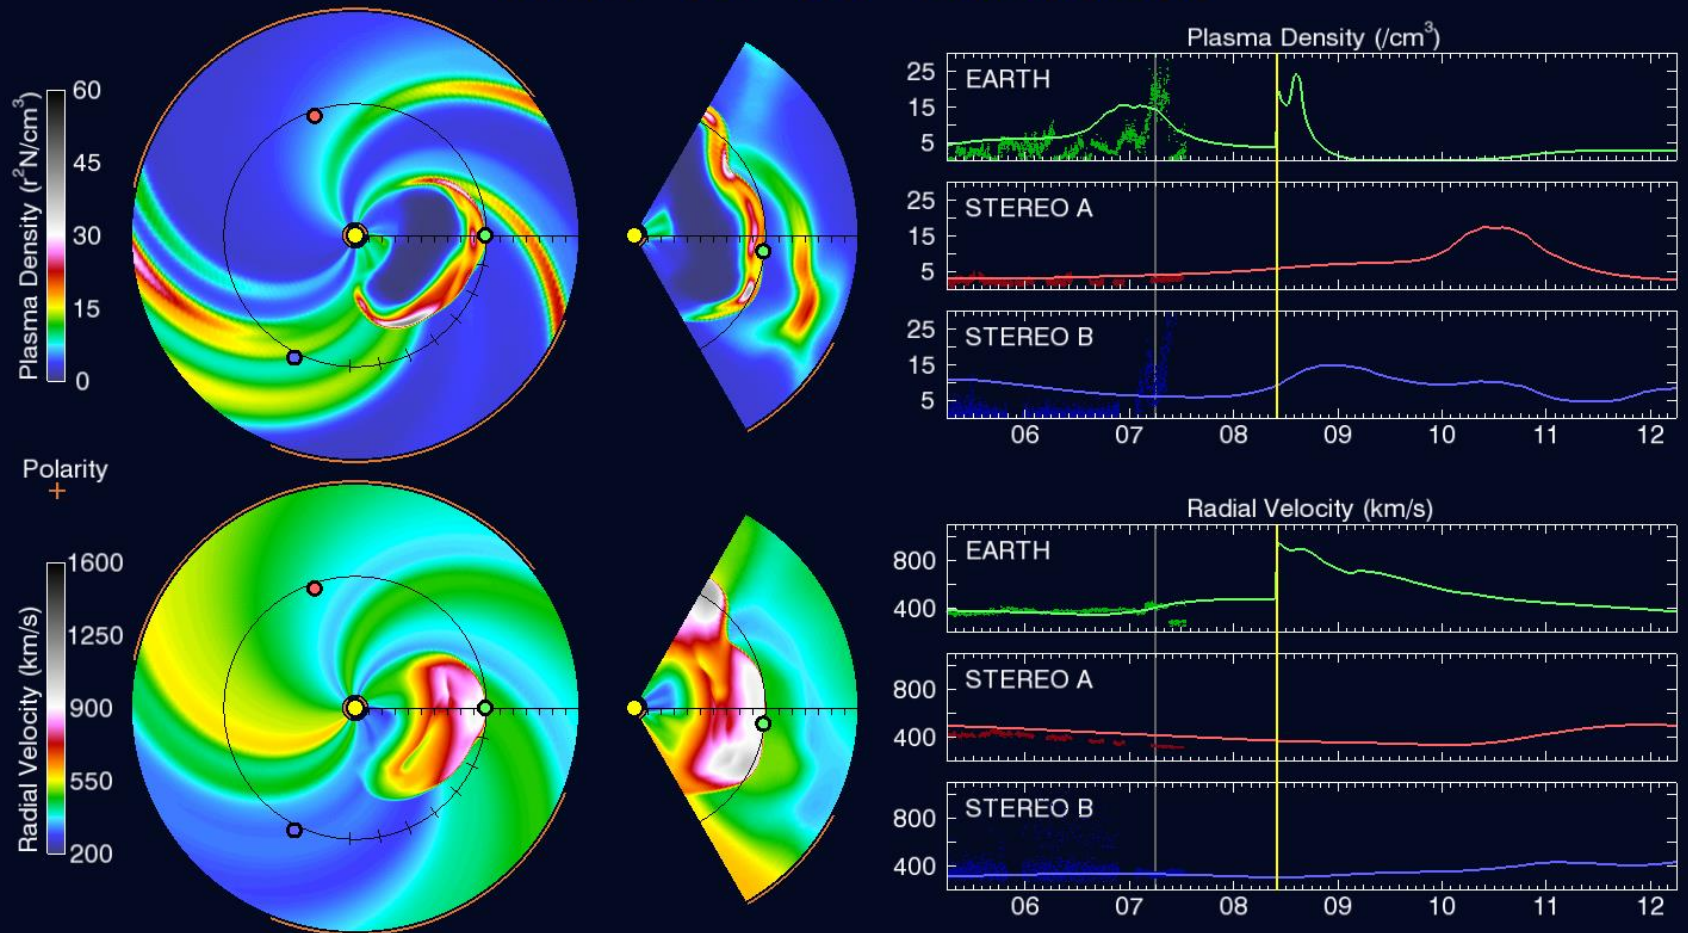 Plasma Density (r²N/cm³)
60
45
30
15
0
Plasma Density (/cm³)
EARTH
25
15
5
STEREO A
25
15
5
STEREO B
25
15
5
06 07 08 09 10 11 12
Polarity
+
Radial Velocity (km/s)
1600
1250
900
550
200
Radial Velocity (km/s)
EARTH
800
400
STEREO A
800
400
STEREO B
800
400
06 07 08 09 10 11 12